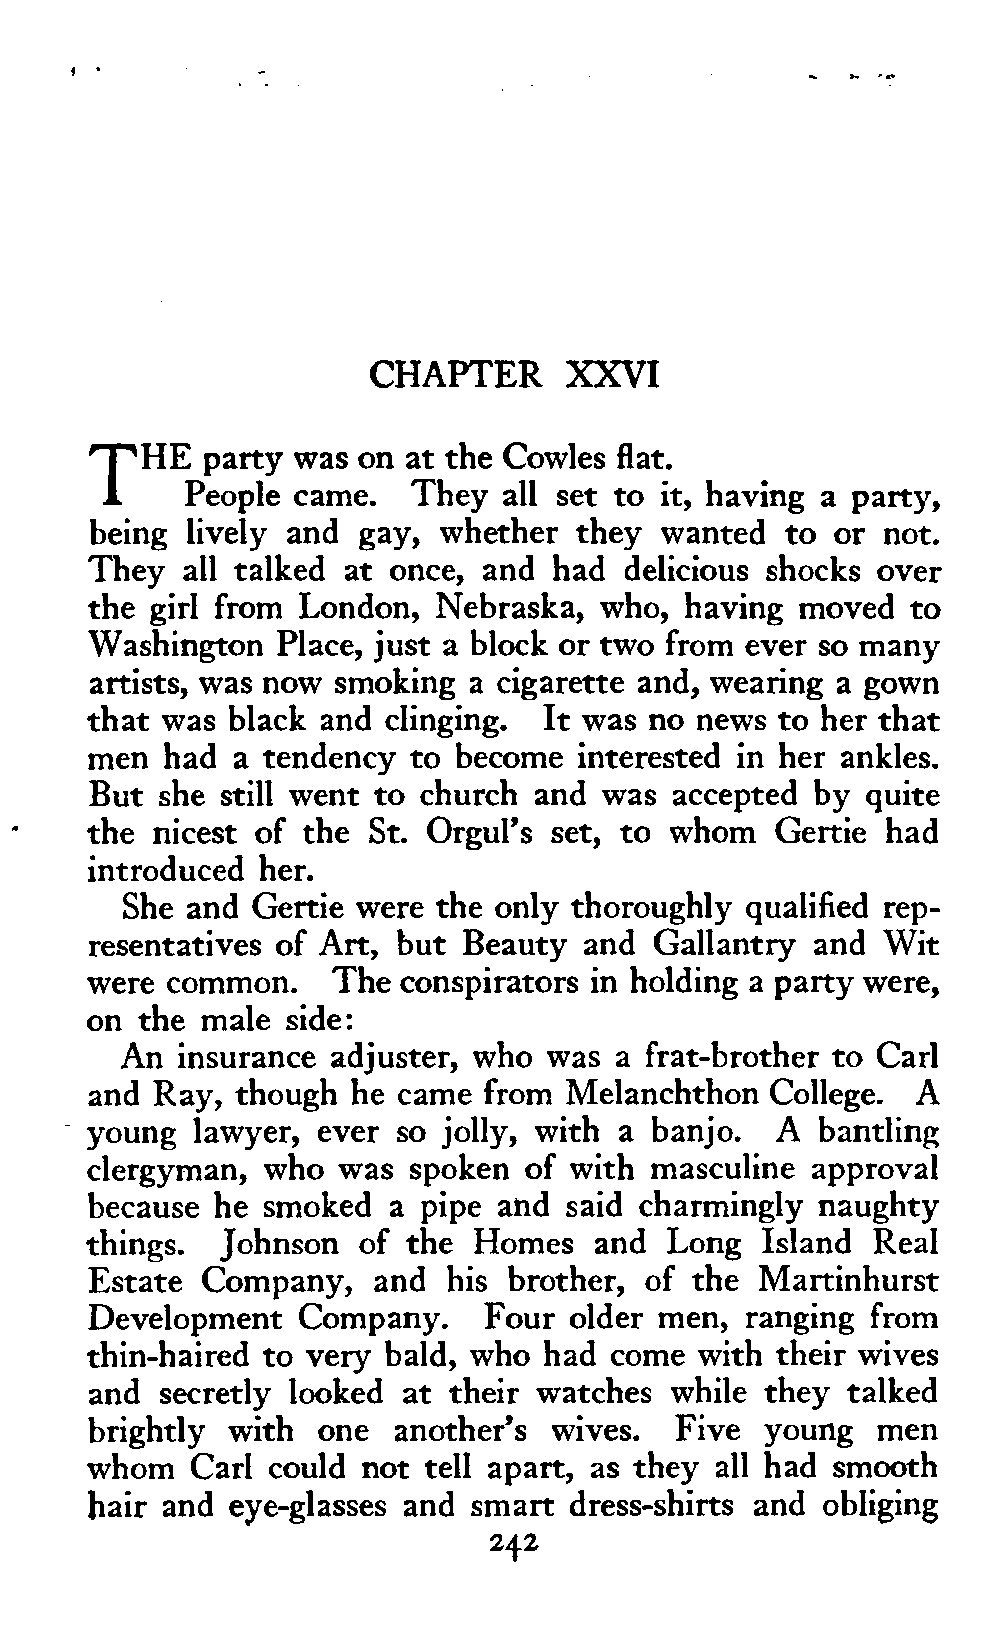 CHAPTER XXVI
THE party was on at the Cowles flat.
People came. They all set to it, having a party,
being lively and gay, whether they wanted to or not.
They all talked at once, and had delicious shocks over
the girl from London, Nebraska, who, having moved to
Washington Place, just a block or two from ever so many
artists, was now smoking a cigarette and, wearing a gown
that was black and clinging. It was no news to her that
men had a tendency to become interested in her ankles.
But she still went to church and was accepted by quite
the nicest of the St. Orgul's set, to whom Gertie had
introduced her.
She and Gertie were the only thoroughly qualified rep-
resentatives of Art, but Beauty and Gallantry and Wit
were common. The conspirators in holding a party were,
on the male side:
An insurance adjuster, who was a frat-brother to Carl
and Ray, though he came from Melanchthon College. A
young lawyer, ever so jolly, with a banjo. A bantling
clergyman, who was spoken of with masculine approval
because he smoked a pipe and said charmingly naughty
things. Johnson of the Homes and Long Island Real
Estate Company, and his brother, of the Martinhurst
Development Company. Four older men, ranging from
thin-haired to very bald, who had come with their wives
and secretly looked at their watches while they talked
brightly with one another's wives. Five young men
whom Carl could not tell apart, as they all had smooth
hair and eye-glasses and smart dress-shirts and obliging
242